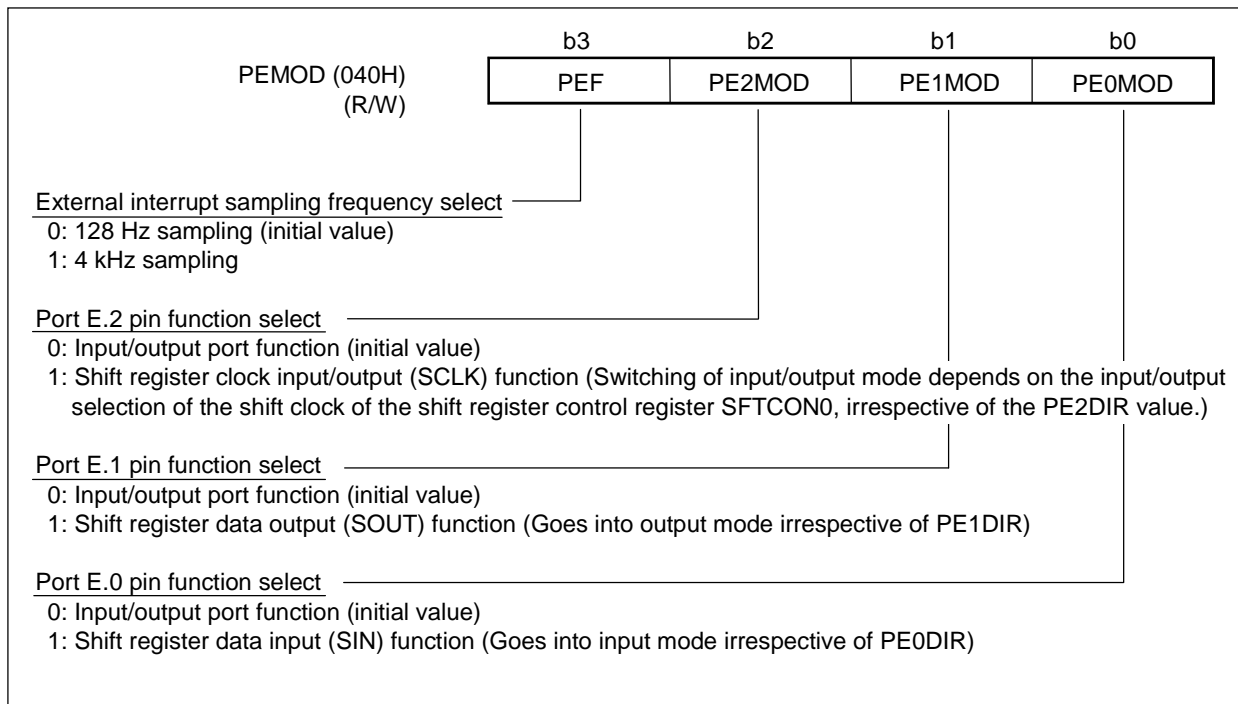 b3 b2 b1 b0
PEMOD (040H) PEF PE2MOD PE1MOD PE0MOD
(R/W)
External interrupt sampling frequency select
0: 128 Hz sampling (initial value)
1: 4 kHz sampling
Port E.2 pin function select
0: Input/output port function (initial value)
1: Shift register clock input/output (SCLK) function (Switching of input/output mode depends on the input/output
selection of the shift clock of the shift register control register SFTCON0, irrespective of the PE2DIR value.)
Port E.1 pin function select
0: Input/output port function (initial value)
1: Shift register data output (SOUT) function (Goes into output mode irrespective of PE1DIR)
Port E.0 pin function select
0: Input/output port function (initial value)
1: Shift register data input (SIN) function (Goes into input mode irrespective of PE0DIR)